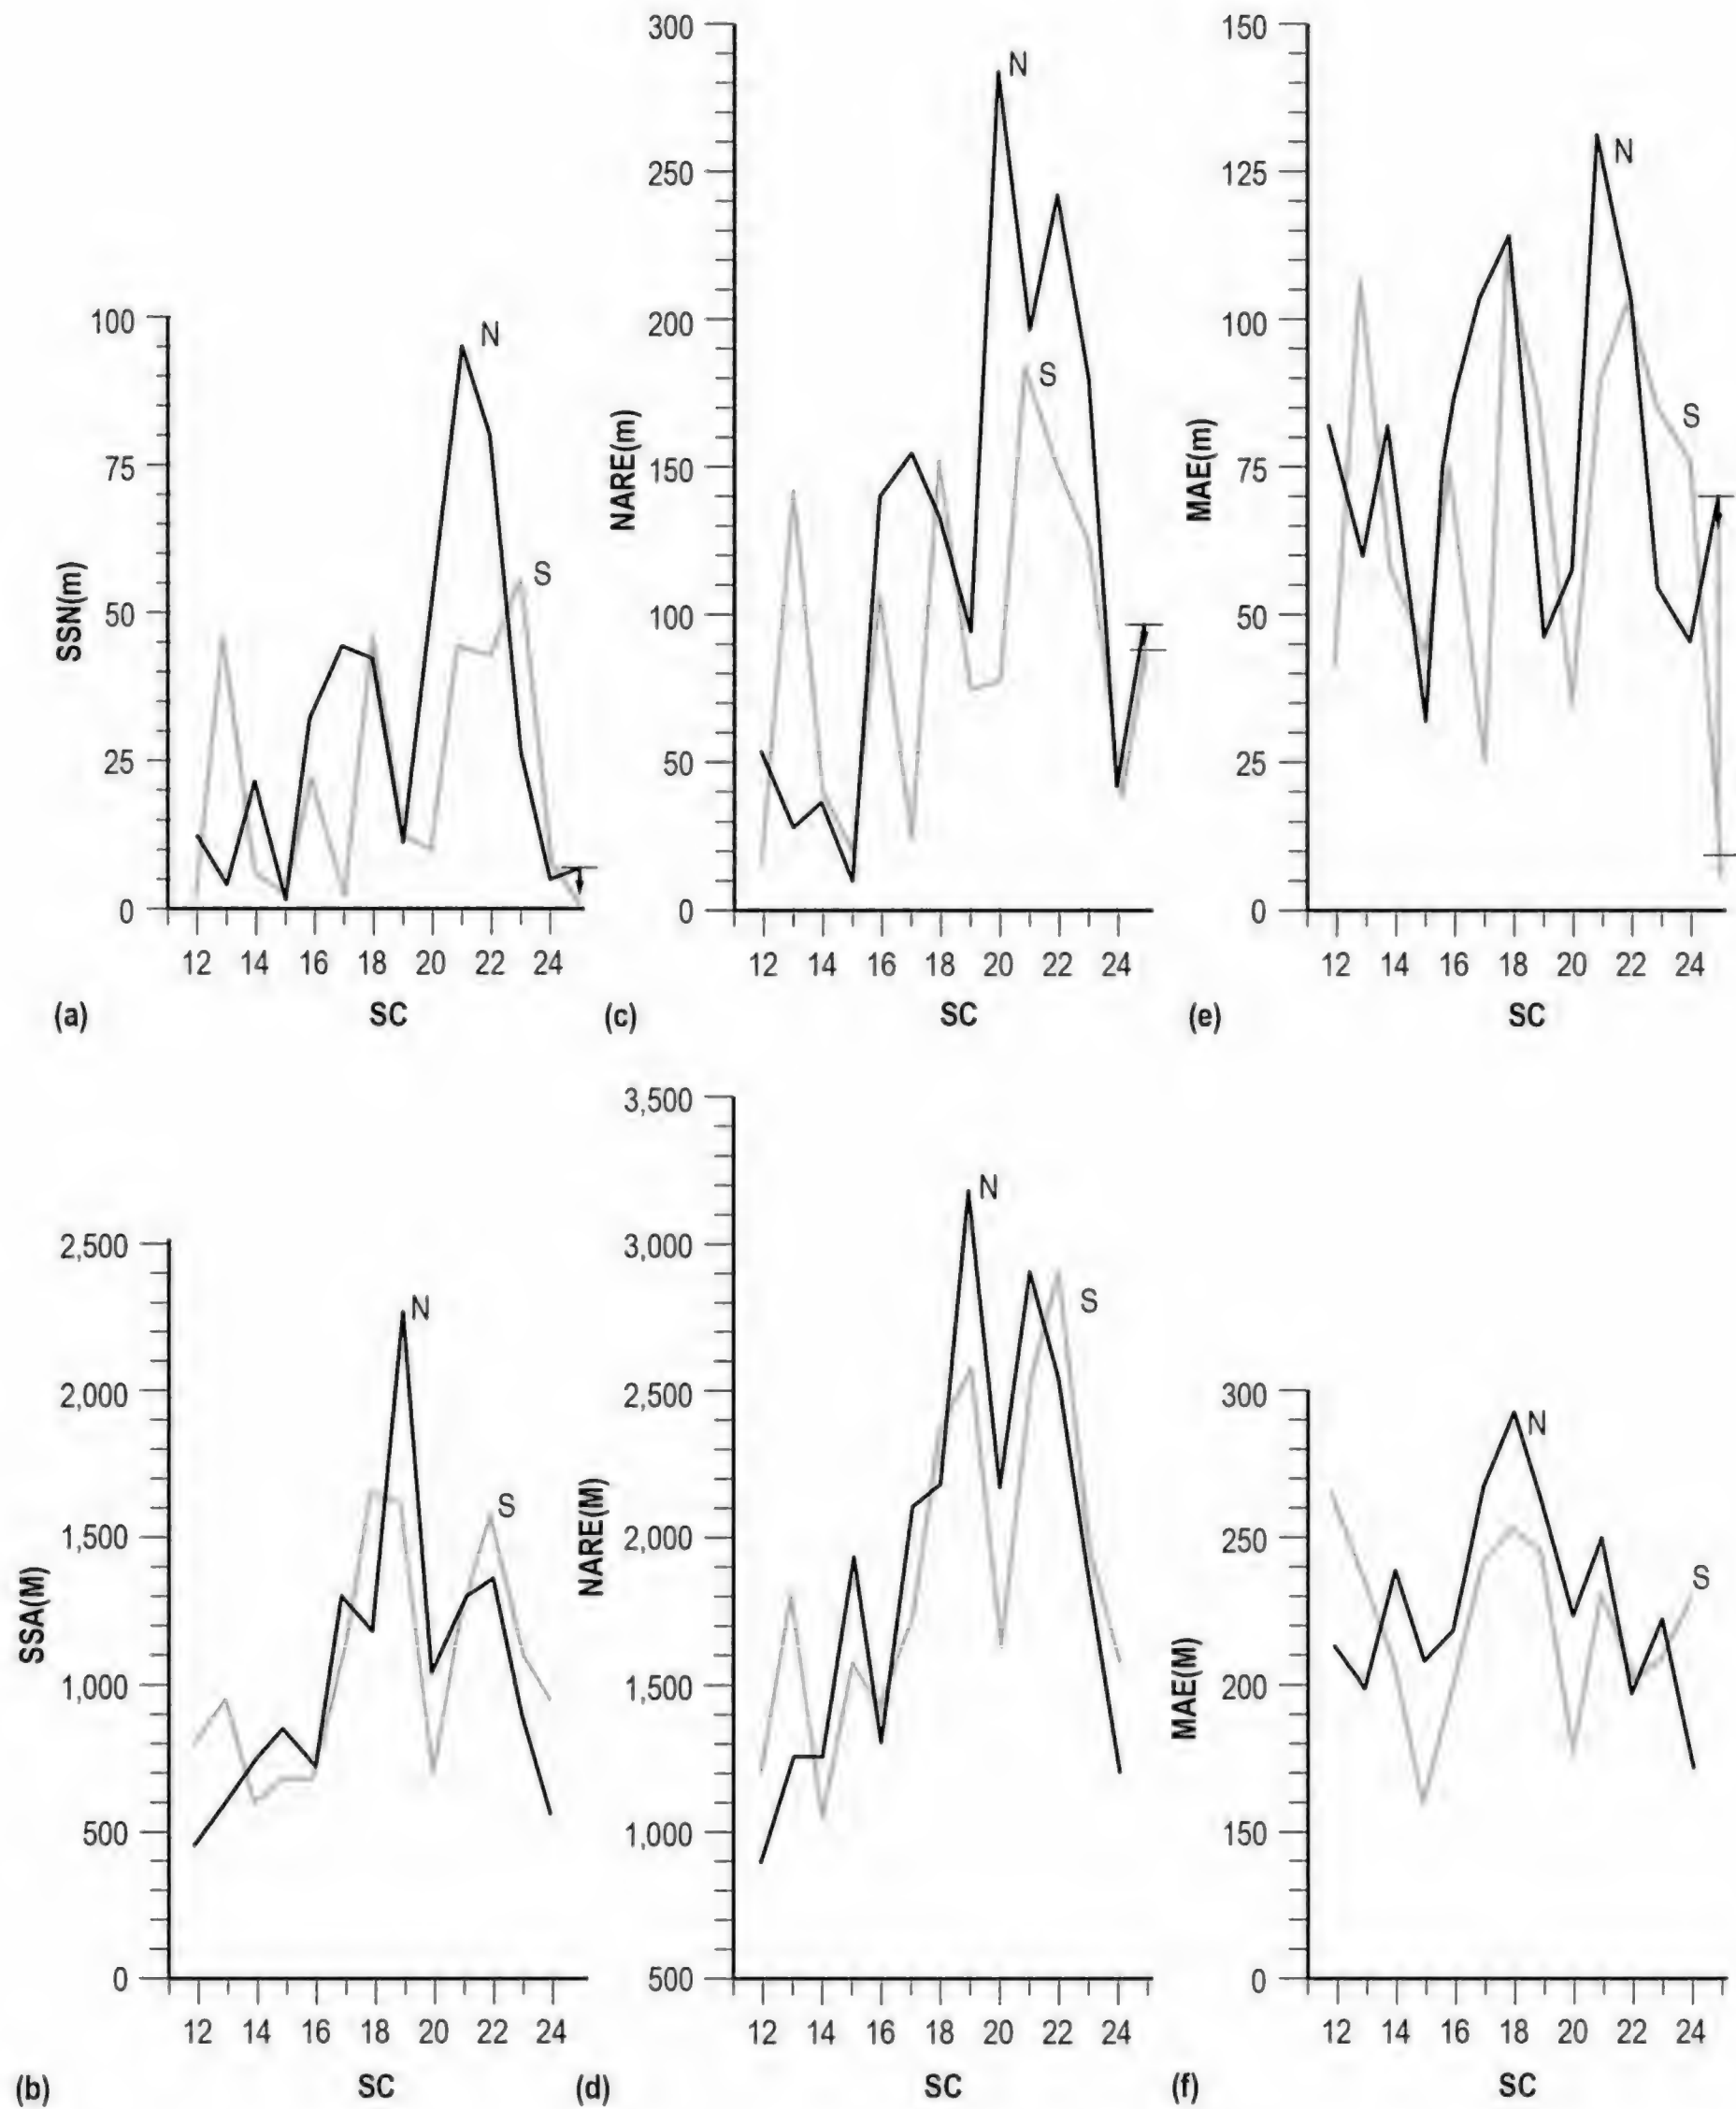 100
75
50
25
0
SSN(m)
N
S
12 14 16 18 20 22 24
(a) SC
300
250
200
150
100
50
0
NARE(m)
N
S
12 14 16 18 20 22 24
(c) SC
150
125
100
75
50
25
0
MAE(m)
N
S
12 14 16 18 20 22 24
(e) SC
2,500
2,000
1,500
1,000
500
0
SSA(M)
N
S
12 14 16 18 20 22 24
(b) SC
3,500
3,000
2,500
2,000
1,500
1,000
500
NARE(M)
N
S
12 14 16 18 20 22 24
(d) SC
300
250
200
150
0
MAE(M)
N
S
12 14 16 18 20 22 24
(f) SC